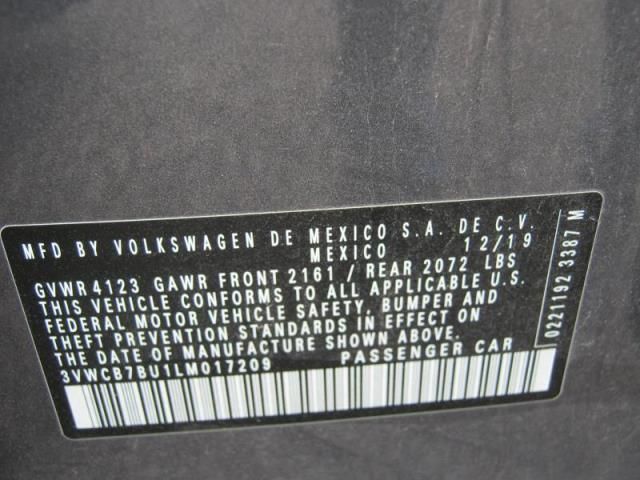 MFD BY VOLKSWAGEN DE MEXICO S.A. DE C.V.
MEXICO 12/19
GVWR 4123 GAWR FRONT 2161 / REAR 2072 LBS
THIS VEHICLE CONFORMS TO ALL APPLICABLE U.S.
FEDERAL MOTOR VEHICLE SAFETY, BUMPER AND
THEFT PREVENTION STANDARDS IN EFFECT ON
THE DATE OF MANUFACTURE SHOWN ABOVE.
3VWCB7BU1LM017209 PASSENGER CAR
0221192 3387 M